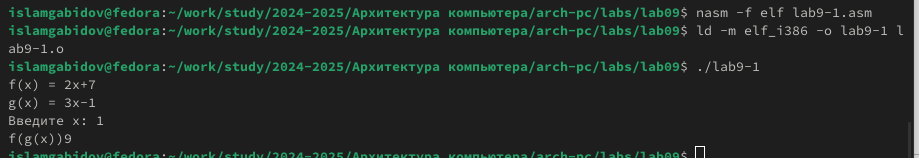 islamgabidov@fedora:~/work/study/2024-2025/Архитектура компьютера/arch-pc/labs/lab09$ nasm -f elf lab9-1.asm
islamgabidov@fedora:~/work/study/2024-2025/Архитектура компьютера/arch-pc/labs/lab09$ ld -m elf_i386 -o lab9-1 l
ab9-1.o
islamgabidov@fedora:~/work/study/2024-2025/Архитектура компьютера/arch-pc/labs/lab09$ ./lab9-1
f(x) = 2x+7
g(x) = 3x-1
Введите x: 1
f(g(x))9
islamgabidov@fedora:~/work/study/2024-2025/Архитектура компьютера/arch-pc/labs/lab09$